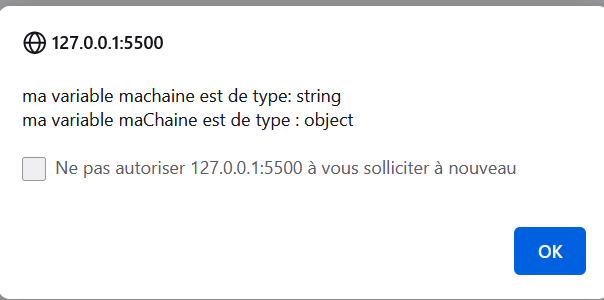 127.0.0.1:5500
ma variable machaine est de type: string
ma variable maChaine est de type : object
Ne pas autoriser 127.0.0.1:5500 à vous solliciter à nouveau
OK